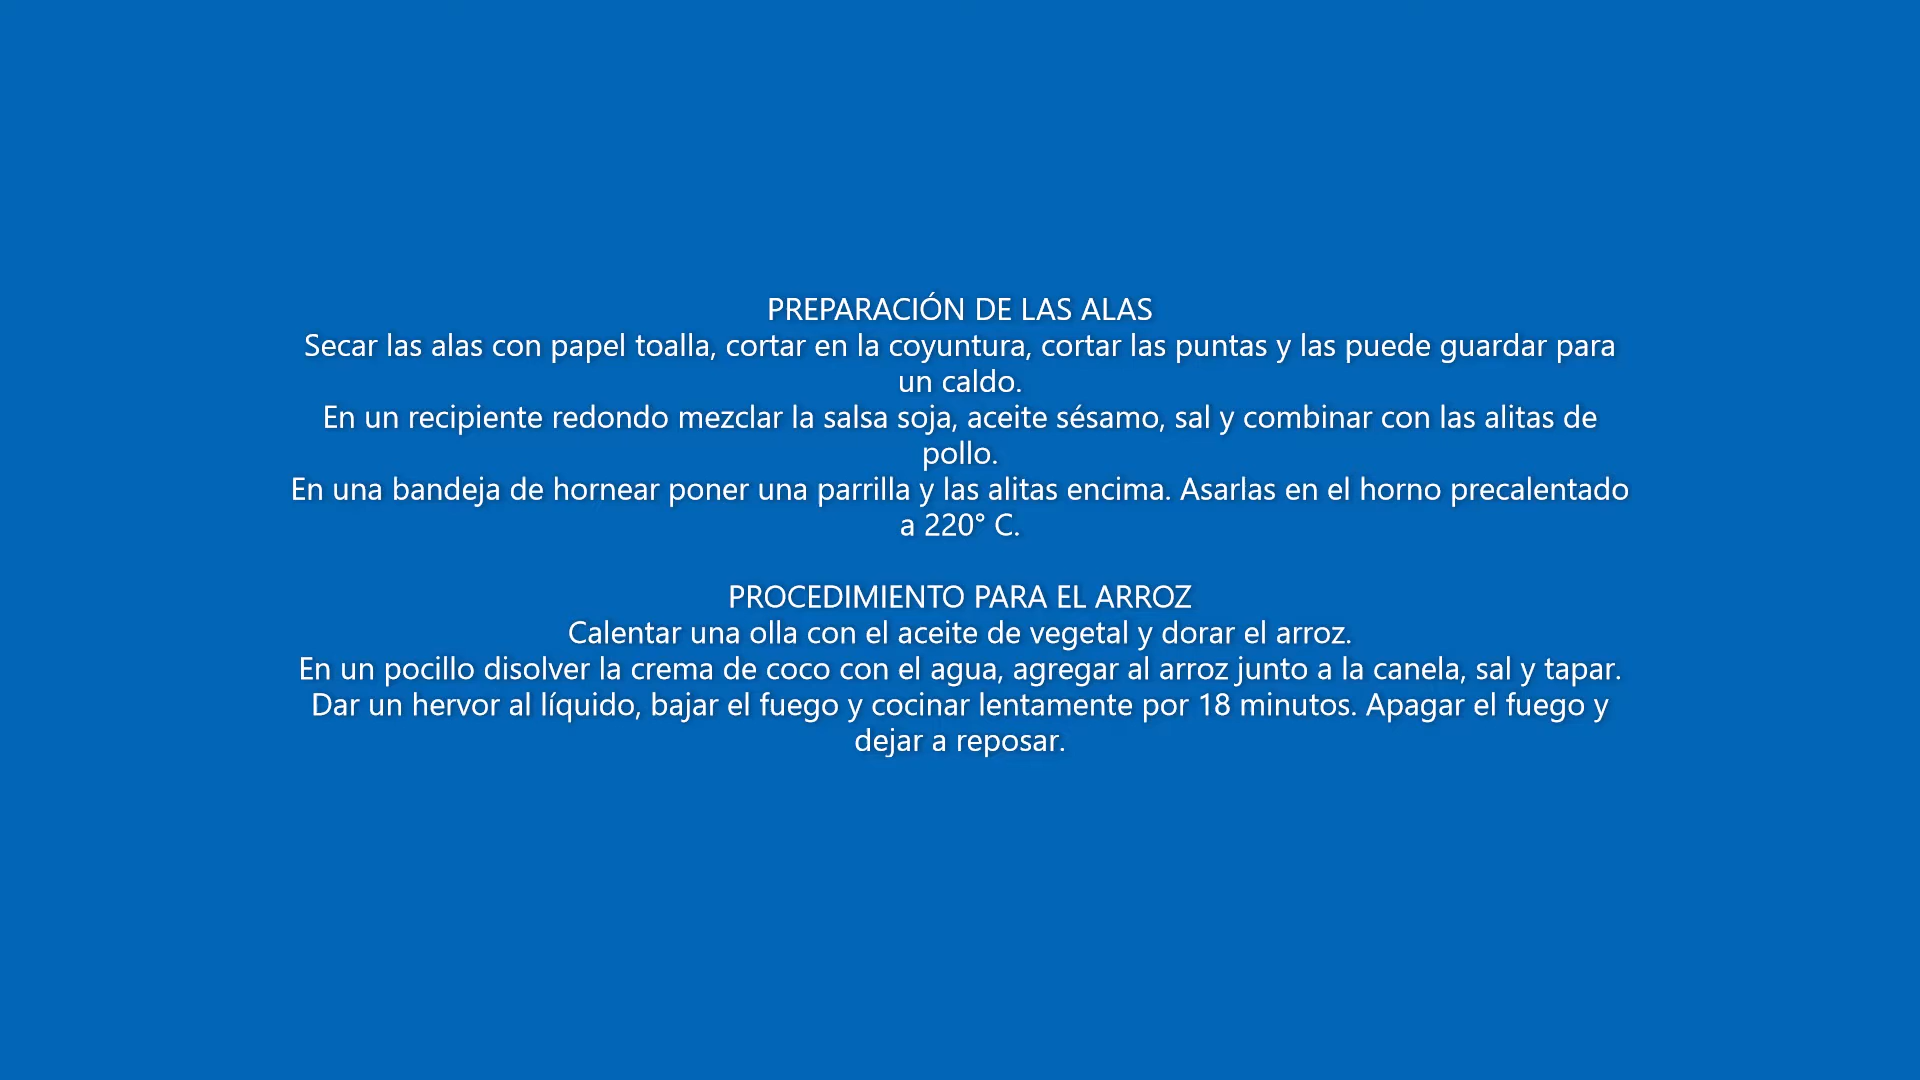 PREPARACIÓN DE LAS ALAS
Secar las alas con papel toalla, cortar en la coyuntura, cortar las puntas y las puede guardar para
un caldo.
En un recipiente redondo mezclar la salsa soja, aceite sésamo, sal y combinar con las alitas de
pollo.
En una bandeja de hornear poner una parrilla y las alitas encima. Asarlas en el horno precalentado
a 220° C.
PROCEDIMIENTO PARA EL ARROZ
Calentar una olla con el aceite de vegetal y dorar el arroz.
En un pocillo disolver la crema de coco con el agua, agregar al arroz junto a la canela, sal y tapar.
Dar un hervor al líquido, bajar el fuego y cocinar lentamente por 18 minutos. Apagar el fuego y
dejar a reposar.